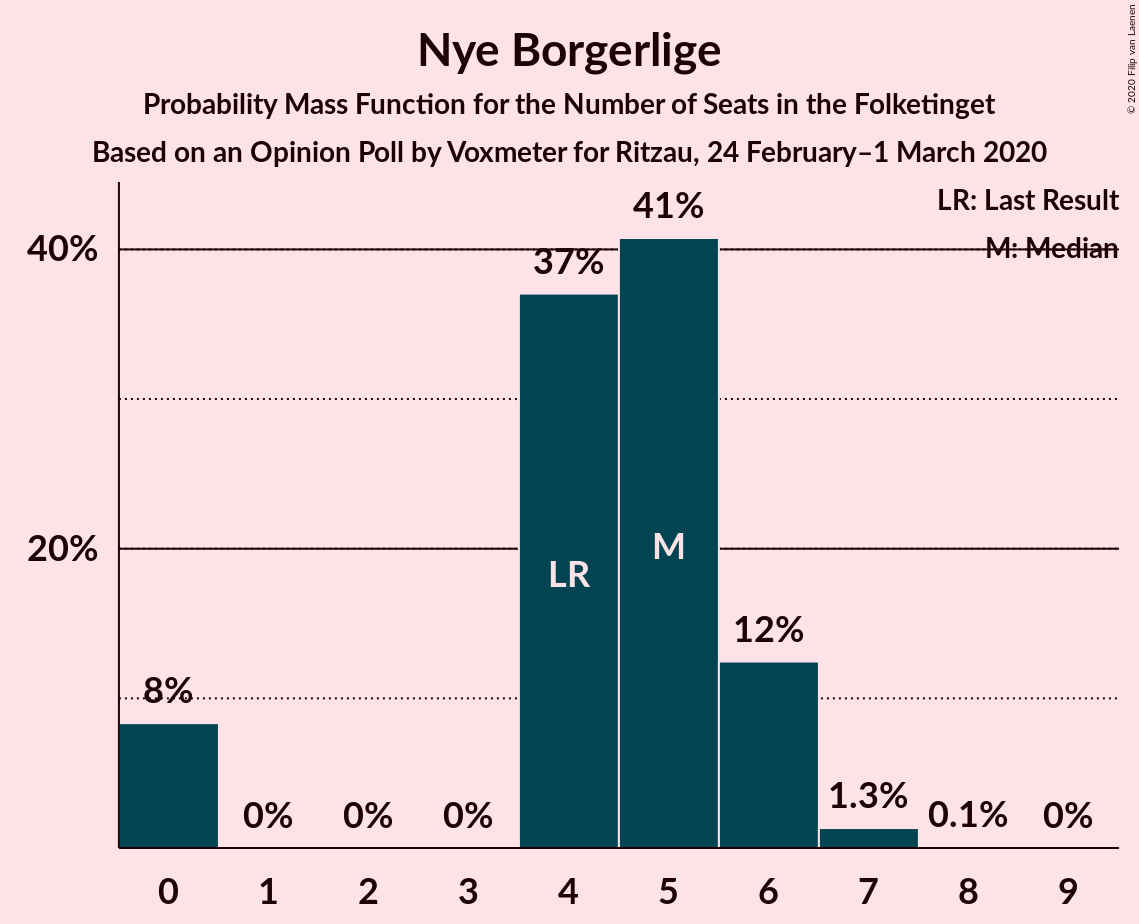 Nye Borgerlige
Probability Mass Function for the Number of Seats in the Folketinget
Based on an Opinion Poll by Voxmeter for Ritzau, 24 February–1 March 2020
© 2020 Filip van Laenen
LR: Last Result
M: Median
40%
20%
8%
0%
0%
0%
37%
41%
12%
1.3%
0.1%
0%
LR
M
0 1 2 3 4 5 6 7 8 9